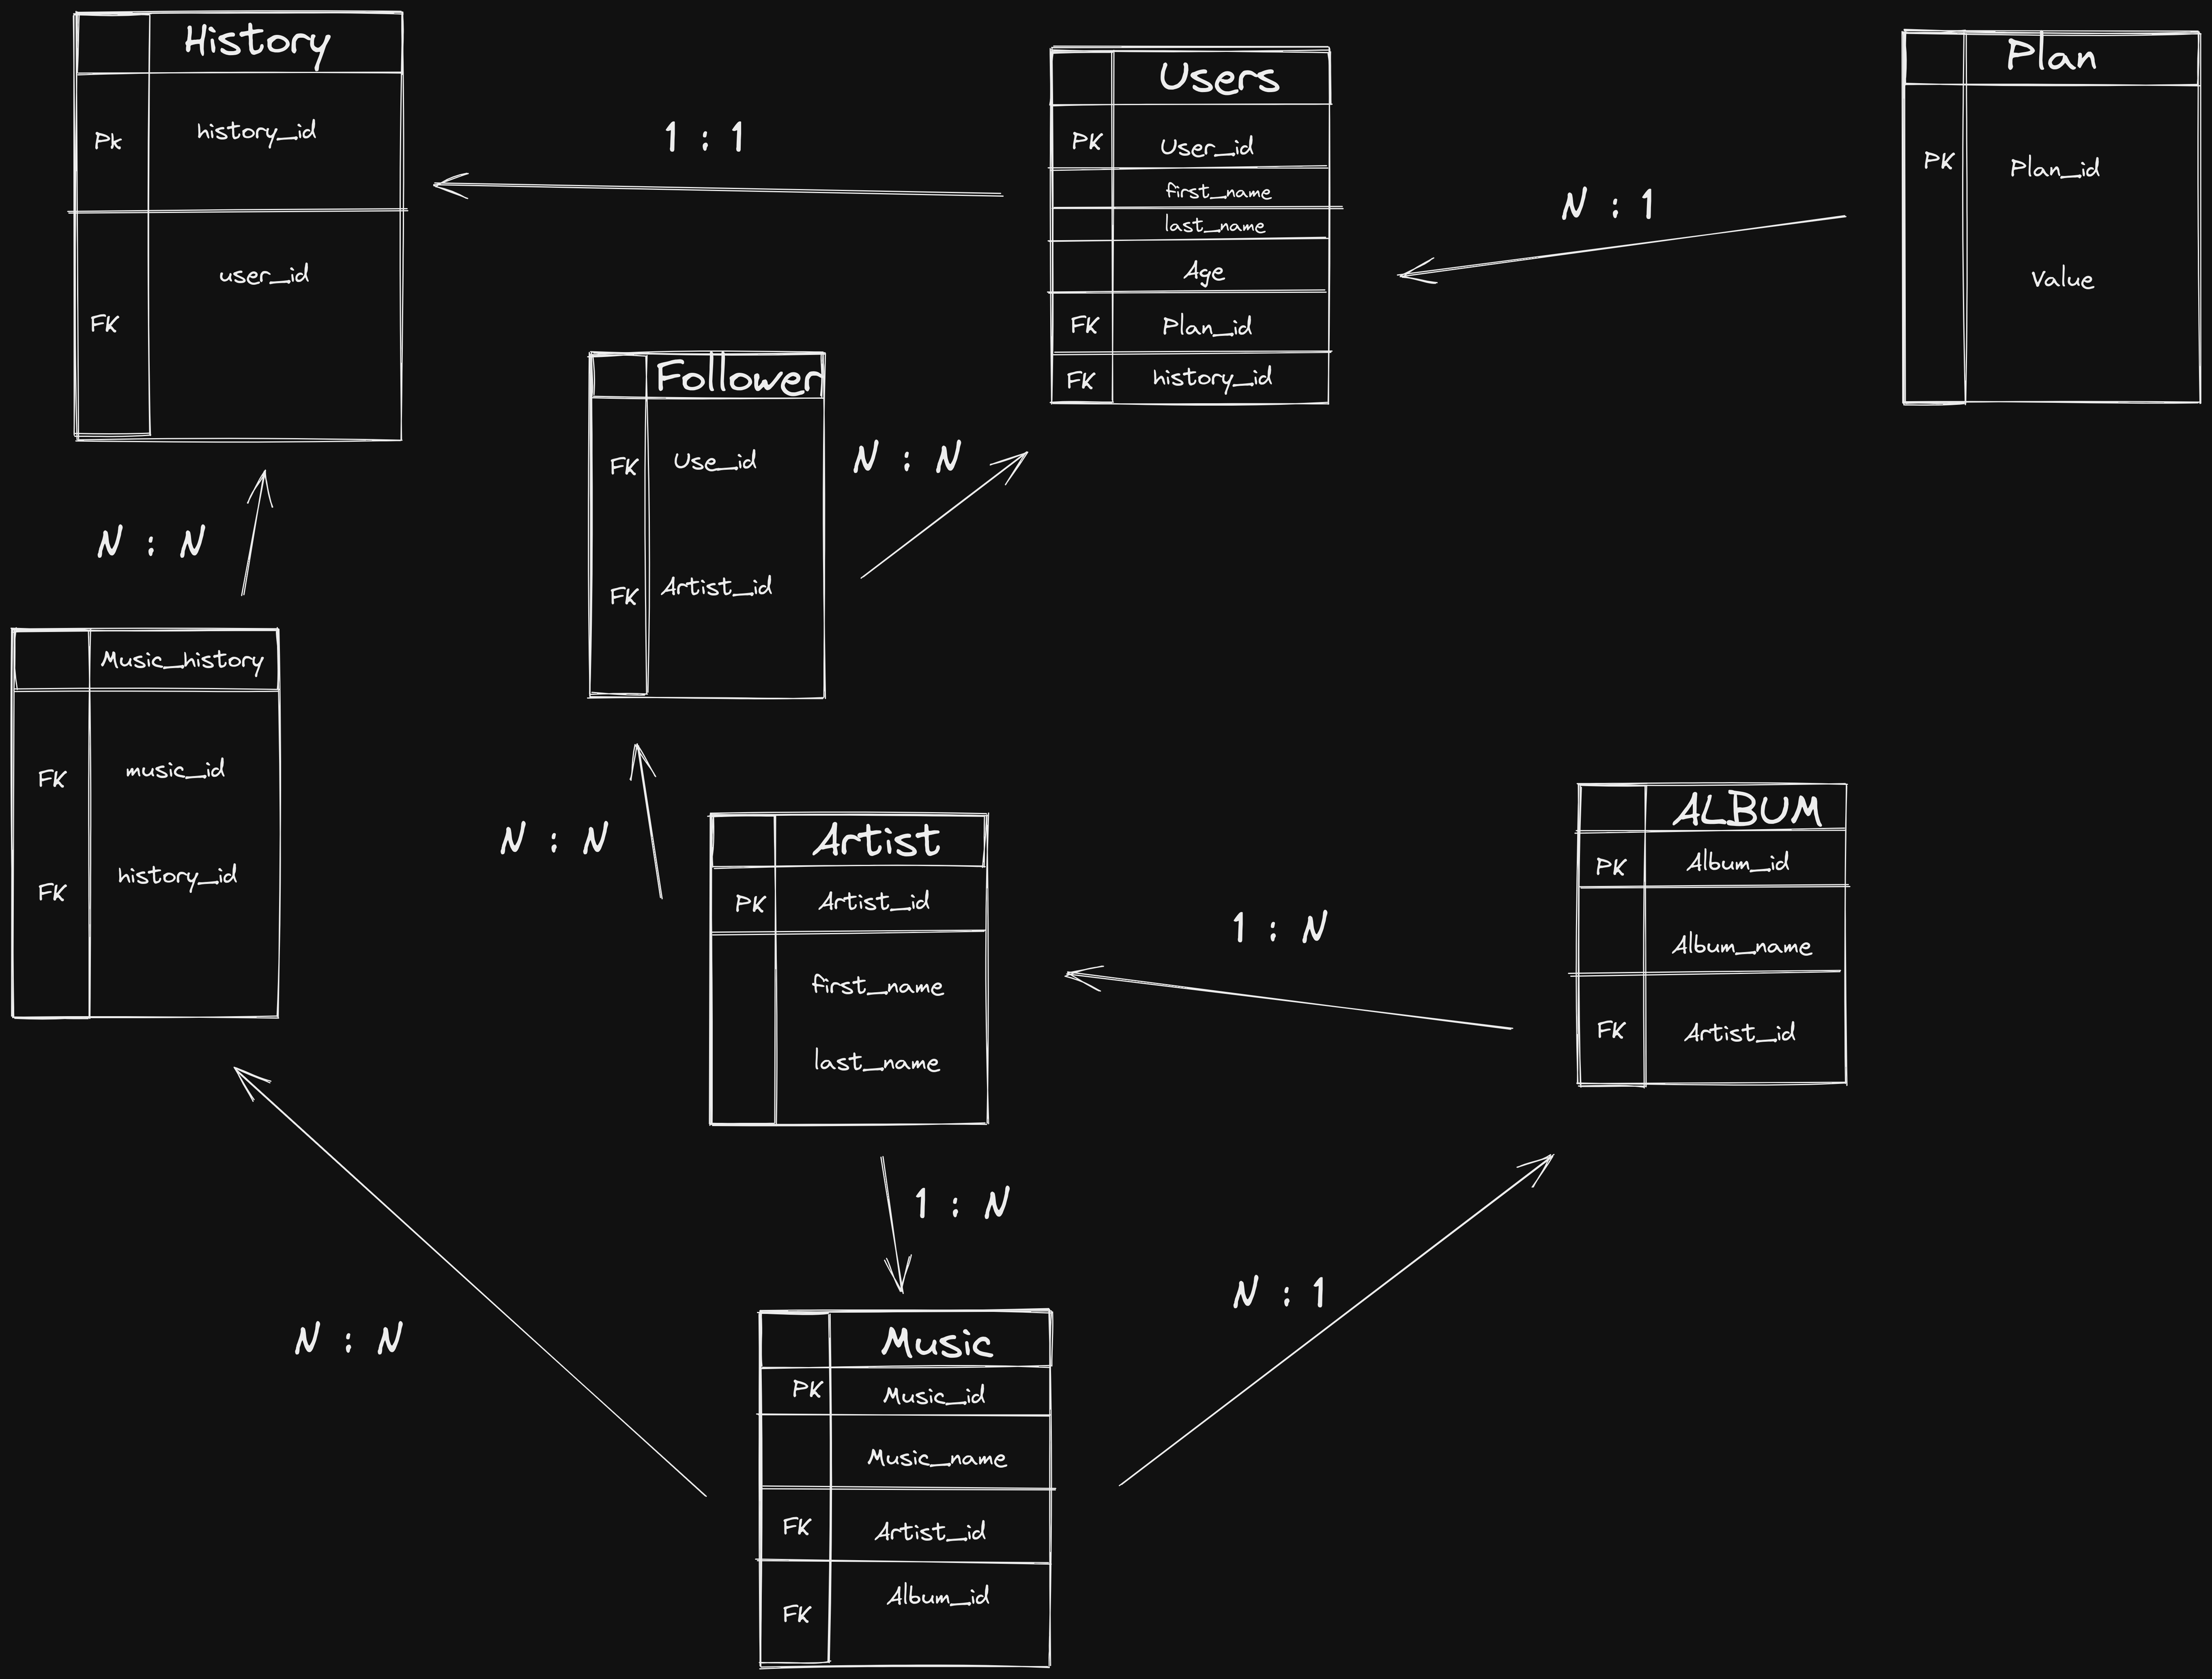 History
Pk
history_id
FK
user_id
1 : 1
Users
PK
User_id
first_name
last_name
Age
FK
Plan_id
FK
history_id
N : 1
Plan
PK
Plan_id
Value
Follower
FK
Use_id
FK
Artist_id
N : N
N : N
Music_history
FK
music_id
FK
history_id
N : N
Artist
PK
Artist_id
first_name
last_name
1 : N
ALBUM
PK
Album_id
Album_name
FK
Artist_id
1 : N
N : 1
N : N
Music
PK
Music_id
Music_name
FK
Artist_id
FK
Album_id